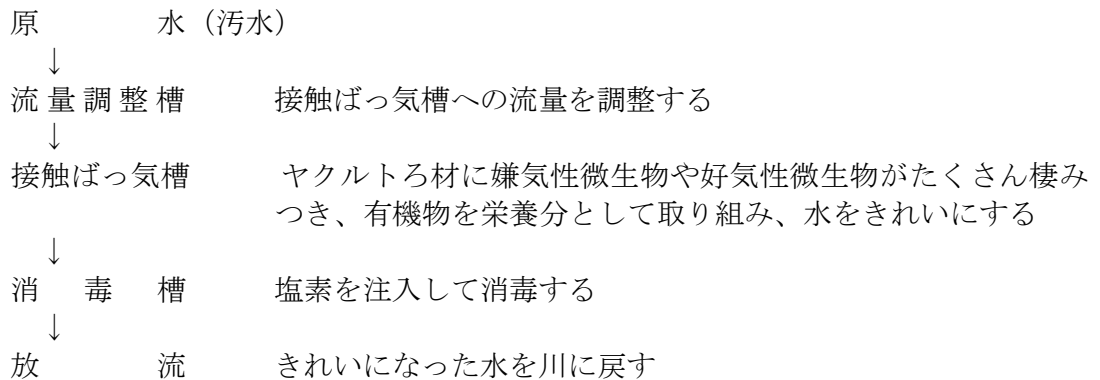 原　　　水（汚水）
↓
流量調整槽　　接触ばっ気槽への流量を調整する
↓
接触ばっ気槽　　ヤクルトろ材に嫌気性微生物や好気性微生物がたくさん棲み
つき、有機物を栄養分として取り組み、水をきれいにする
↓
消　毒　槽　　塩素を注入して消毒する
↓
放　　　流　　きれいになった水を川に戻す